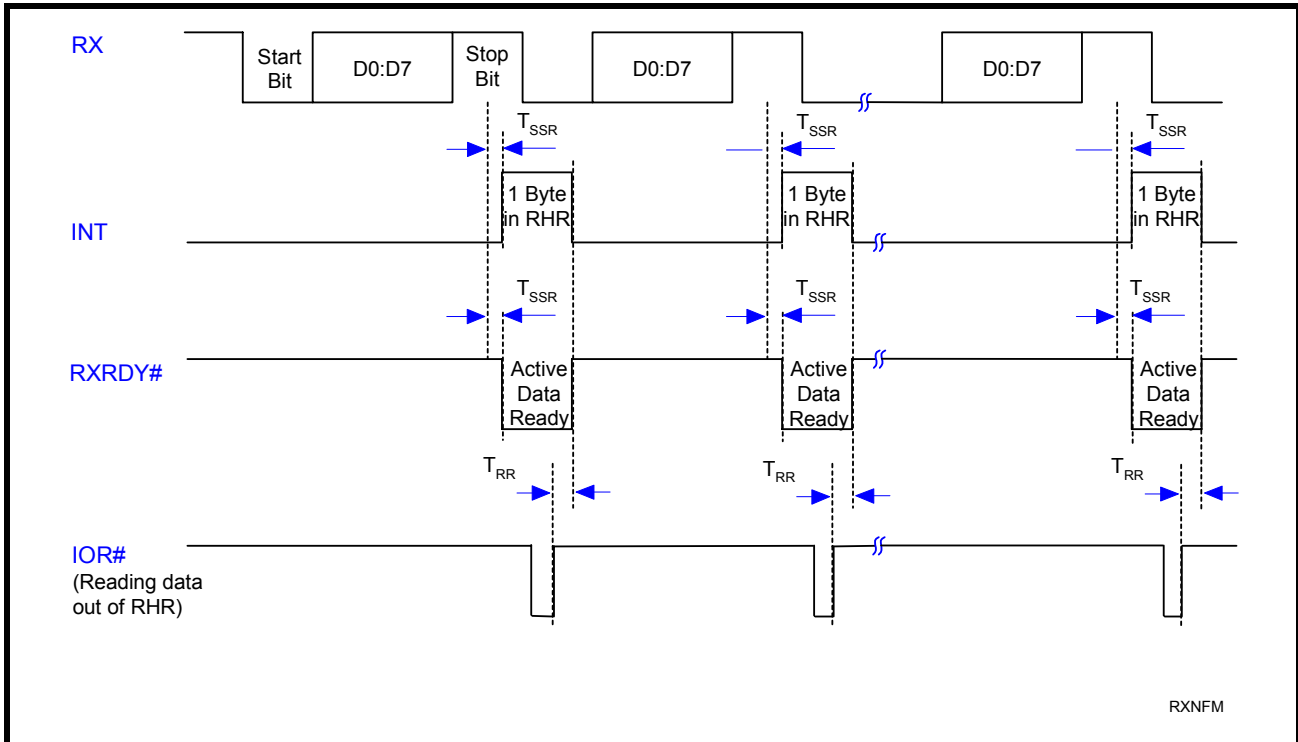 RX
Start
Bit
D0:D7
Stop
Bit
D0:D7
D0:D7
TSSR
TSSR
TSSR
INT
1 Byte
in RHR
1 Byte
in RHR
1 Byte
in RHR
TSSR
TSSR
TSSR
RXRDY#
Active
Data
Ready
Active
Data
Ready
Active
Data
Ready
TRR
TRR
TRR
IOR#
(Reading data
out of RHR)
RXNFM